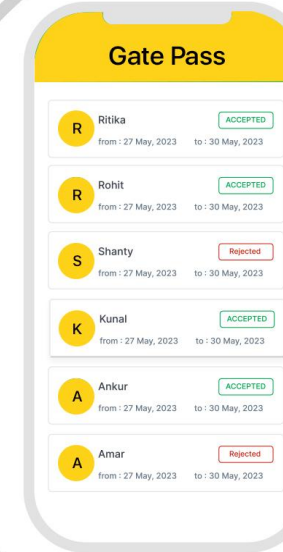 Gate Pass
R Ritika ACCEPTED
from : 27 May, 2023 to : 30 May, 2023
R Rohit ACCEPTED
from : 27 May, 2023 to : 30 May, 2023
S Shanty Rejected
from : 27 May, 2023 to : 30 May, 2023
K Kunal ACCEPTED
from : 27 May, 2023 to : 30 May, 2023
A Ankur ACCEPTED
from : 27 May, 2023 to : 30 May, 2023
A Amar Rejected
from : 27 May, 2023 to : 30 May, 2023